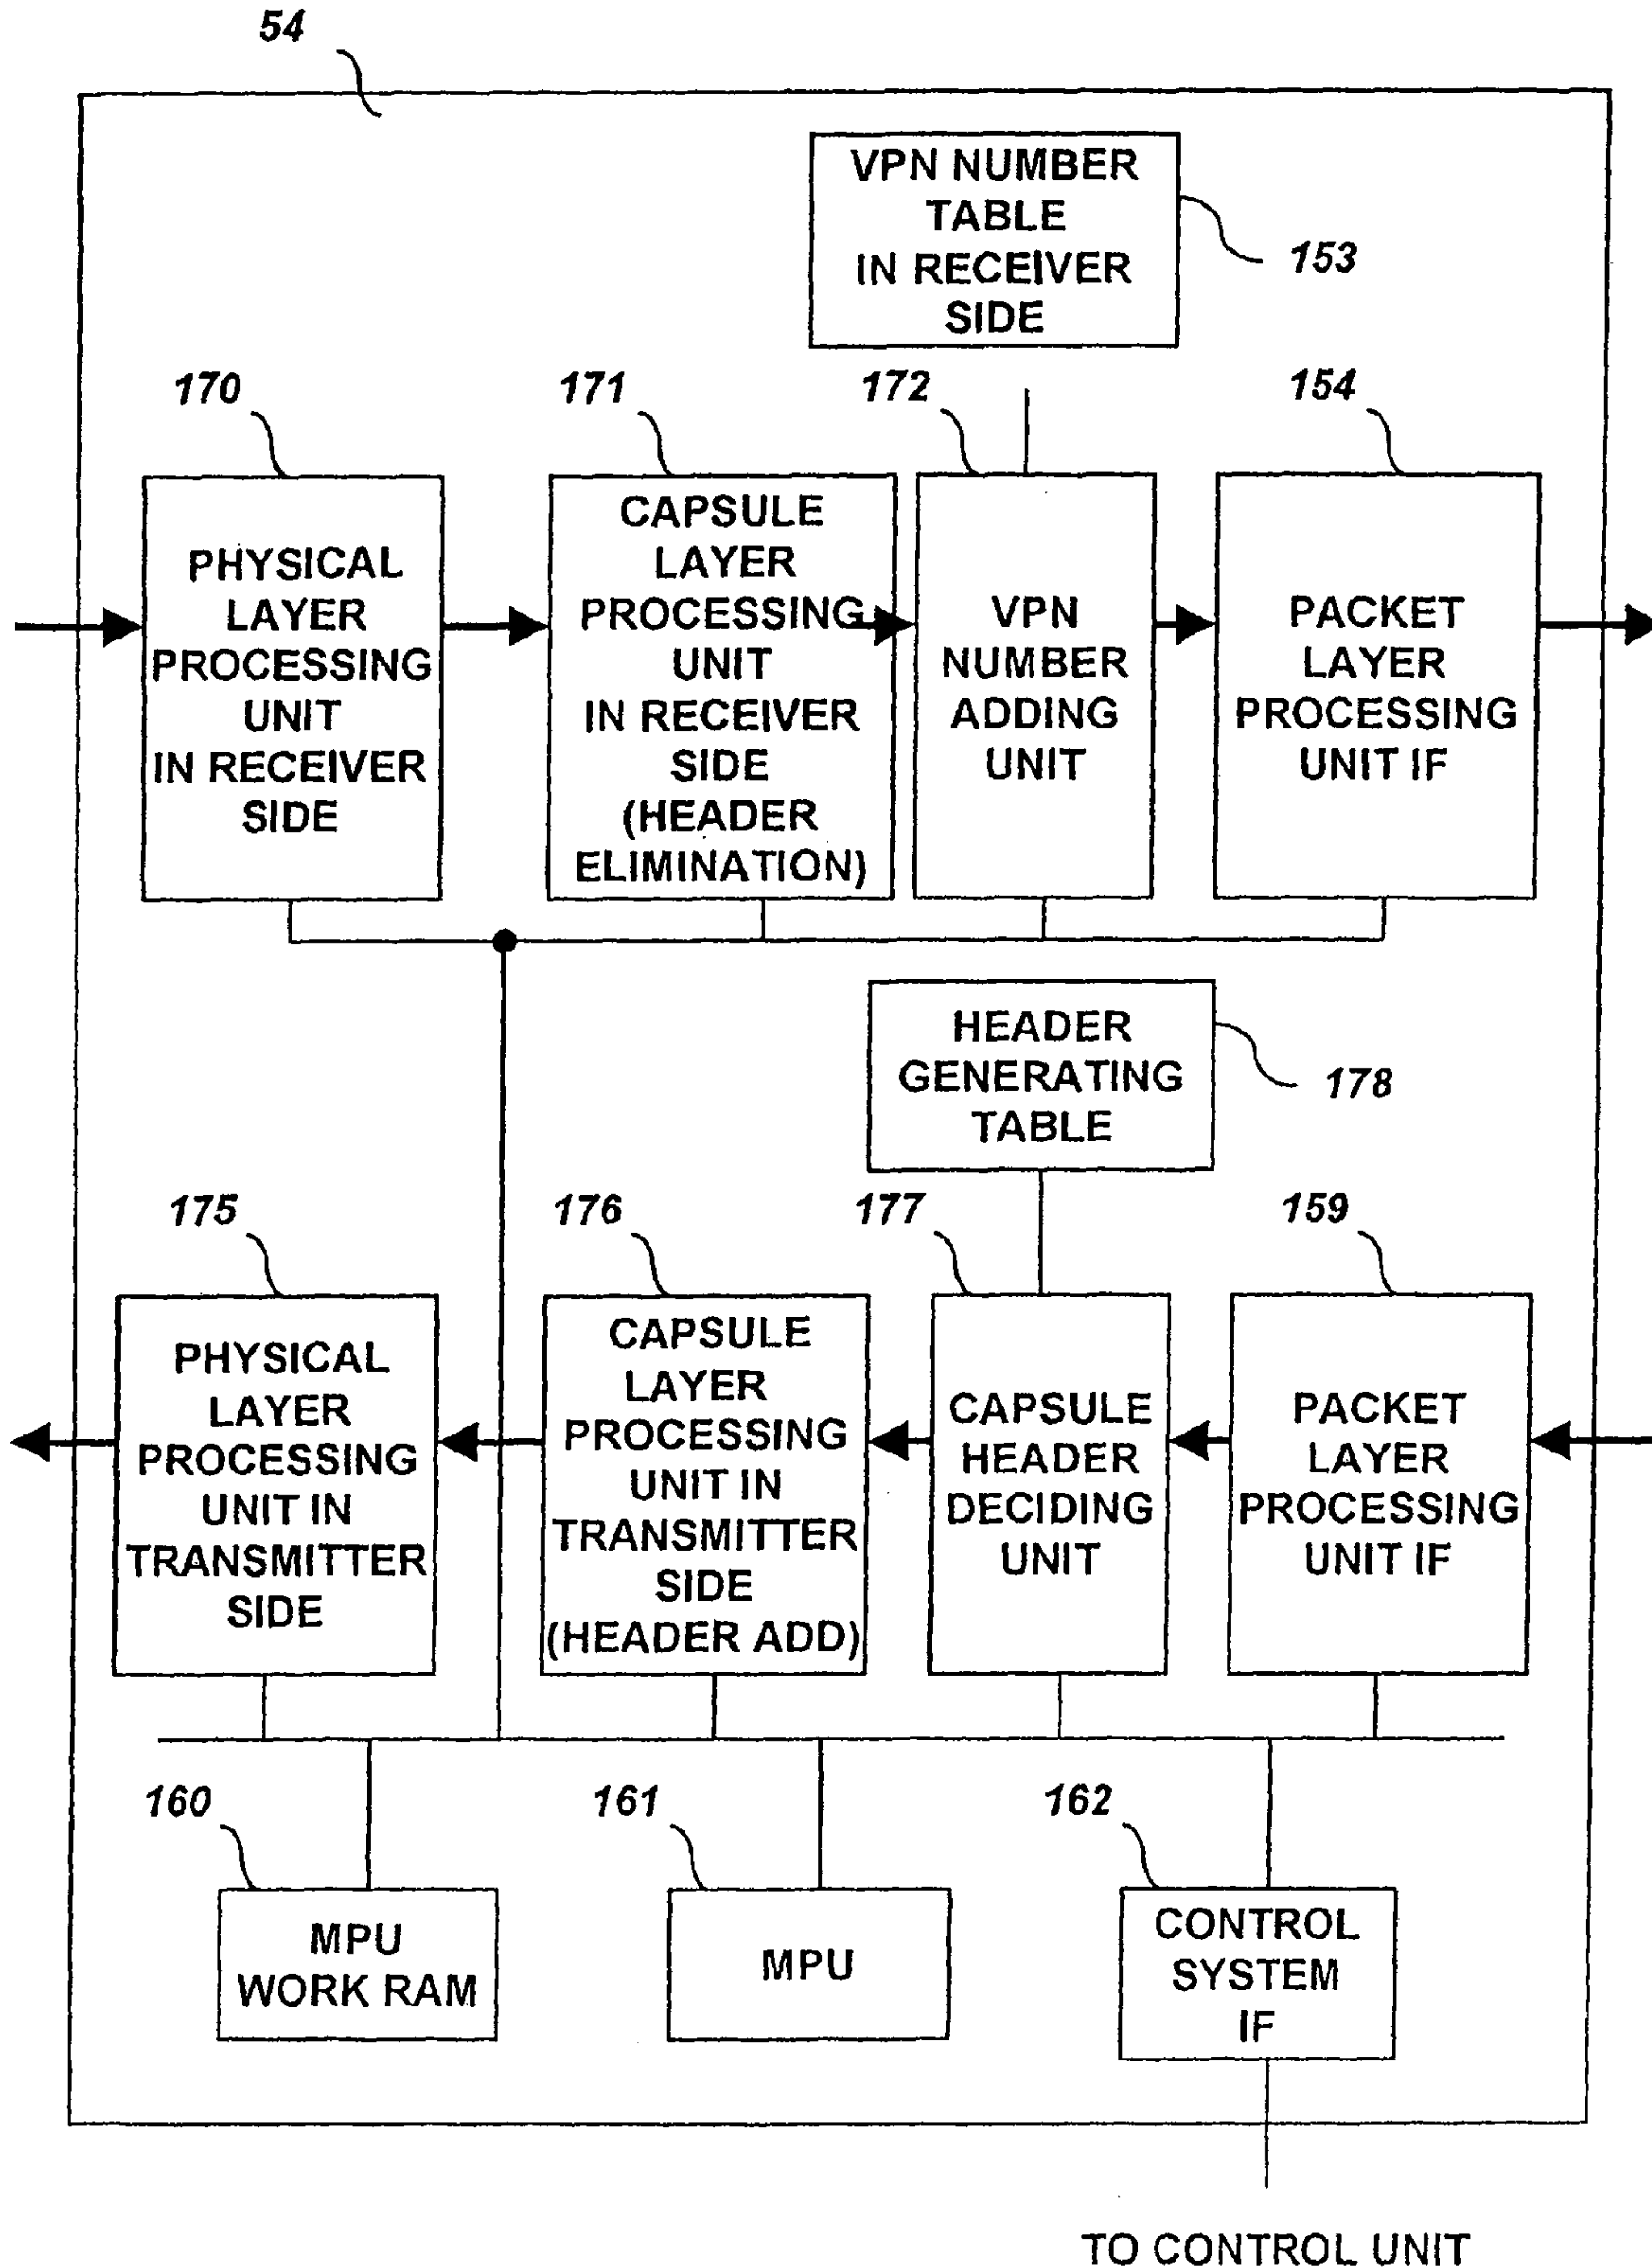 54
VPN NUMBER
TABLE
IN RECEIVER
SIDE
153
170
171
172
154
PHYSICAL
LAYER
PROCESSING
UNIT
IN RECEIVER
SIDE
CAPSULE
LAYER
PROCESSING
UNIT
IN RECEIVER
SIDE
(HEADER
ELIMINATION)
VPN
NUMBER
ADDING
UNIT
PACKET
LAYER
PROCESSING
UNIT IF
HEADER
GENERATING
TABLE
178
175
176
177
159
PHYSICAL
LAYER
PROCESSING
UNIT IN
TRANSMITTER
SIDE
CAPSULE
LAYER
PROCESSING
UNIT IN
TRANSMITTER
SIDE
(HEADER ADD)
CAPSULE
HEADER
DECIDING
UNIT
PACKET
LAYER
PROCESSING
UNIT IF
160
161
162
MPU
WORK RAM
MPU
CONTROL
SYSTEM
IF
TO CONTROL UNIT